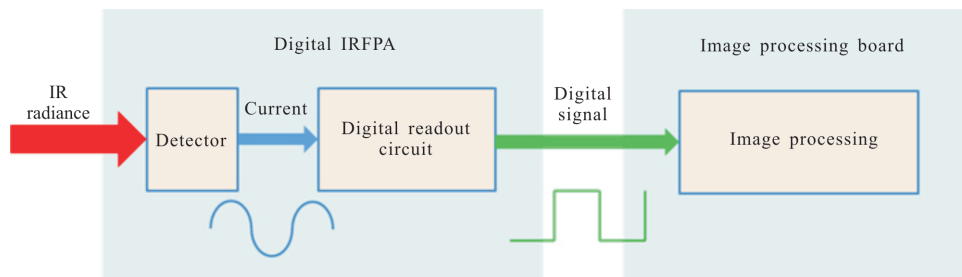 Digital IRFPA
Image processing board
IR
radiance
Current
Digital
signal
Detector
Digital readout
circuit
Image processing